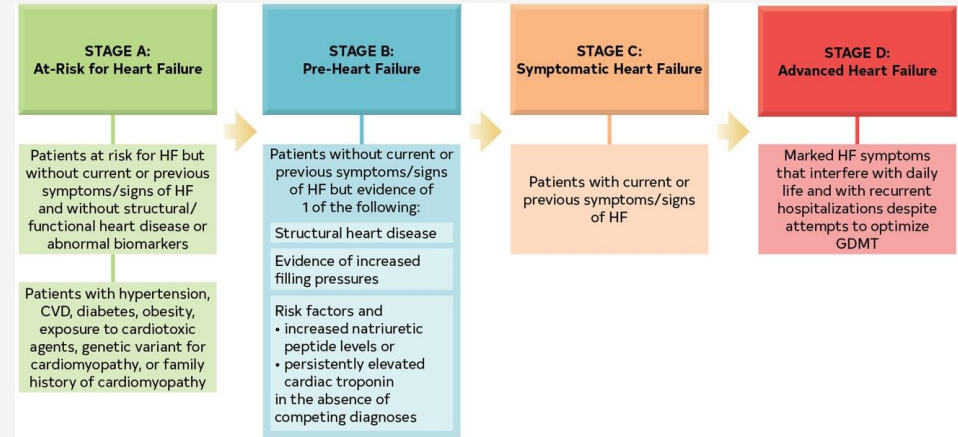 STAGE A:
At-Risk for Heart Failure
Patients at risk for HF but
without current or previous
symptoms/signs of HF
and without structural/
functional heart disease or
abnormal biomarkers
Patients with hypertension,
CVD, diabetes, obesity,
exposure to cardiotoxic
agents, genetic variant for
cardiomyopathy, or family
history of cardiomyopathy
STAGE B:
Pre-Heart Failure
Patients without current or
previous symptoms/signs
of HF but evidence of
1 of the following:
Structural heart disease
Evidence of increased
filling pressures
Risk factors and
• increased natriuretic
peptide levels or
• persistently elevated
cardiac troponin
in the absence of
competing diagnoses
STAGE C:
Symptomatic Heart Failure
Patients with current or
previous symptoms/signs
of HF
STAGE D:
Advanced Heart Failure
Marked HF symptoms
that interfere with daily
life and with recurrent
hospitalizations despite
attempts to optimize
GDMT